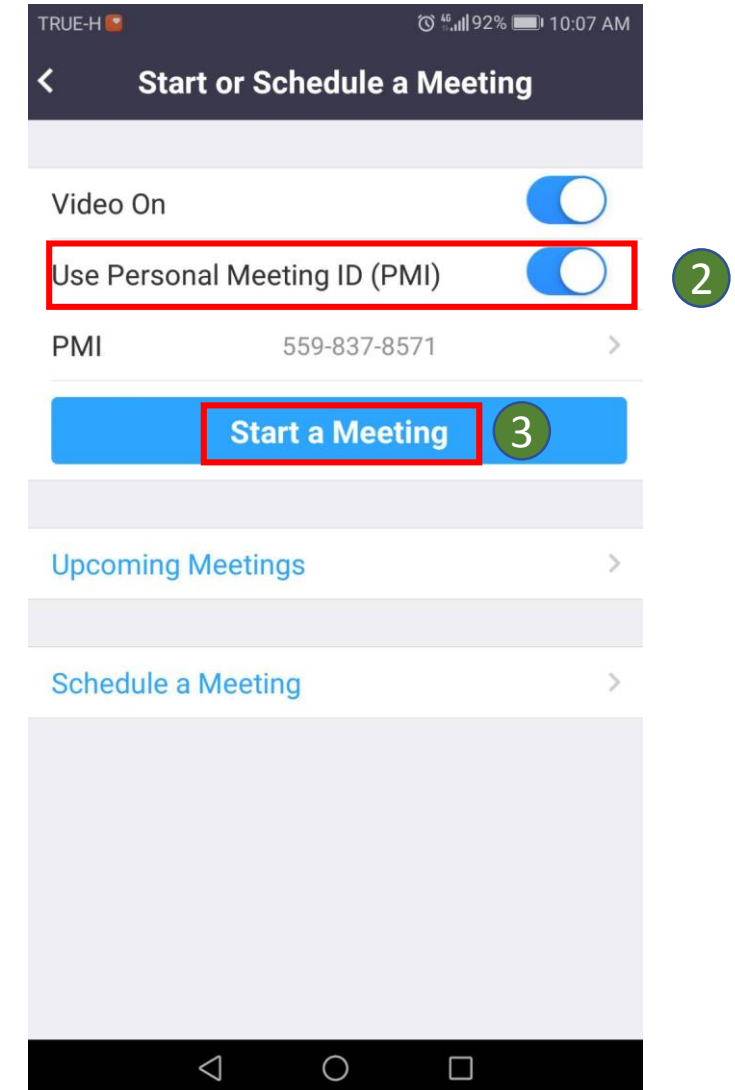 TRUE-H 4G 92% 10:07 AM
Start or Schedule a Meeting
Video On
Use Personal Meeting ID (PMI)
2
PMI 559-837-8571
Start a Meeting 3
Upcoming Meetings
Schedule a Meeting